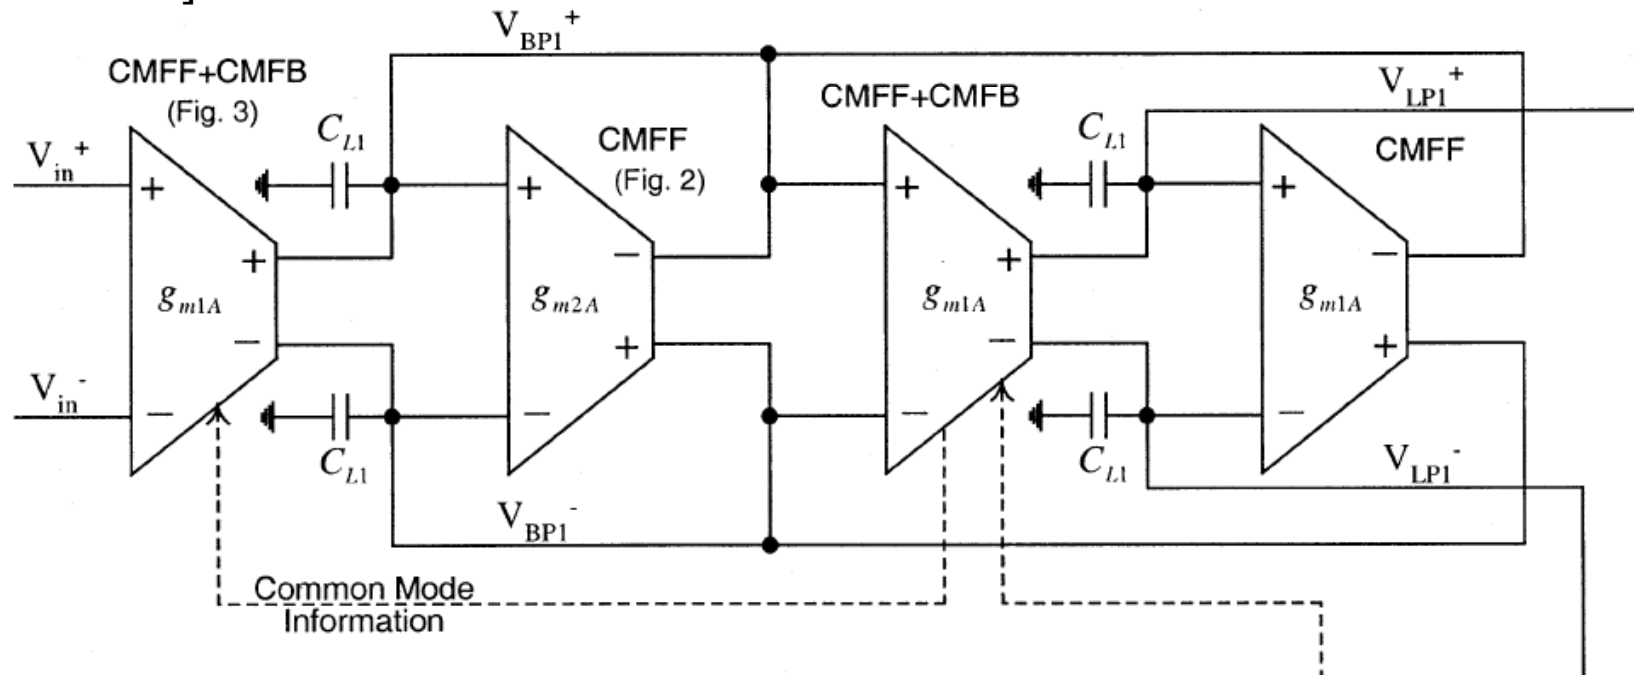 ]
V_BP1^+
CMFF+CMFB
(Fig. 3)
CMFF+CMFB
V_LP1^+
C_L1
C_L1
CMFF
(Fig. 2)
CMFF
V_in^+
+
+
+
+
+
−
+
−
g_m1A
g_m2A
g_m1A
g_m1A
−
+
−
+
V_in^-
−
−
−
−
C_L1
C_L1
V_LP1^-
V_BP1^-
Common Mode
Information